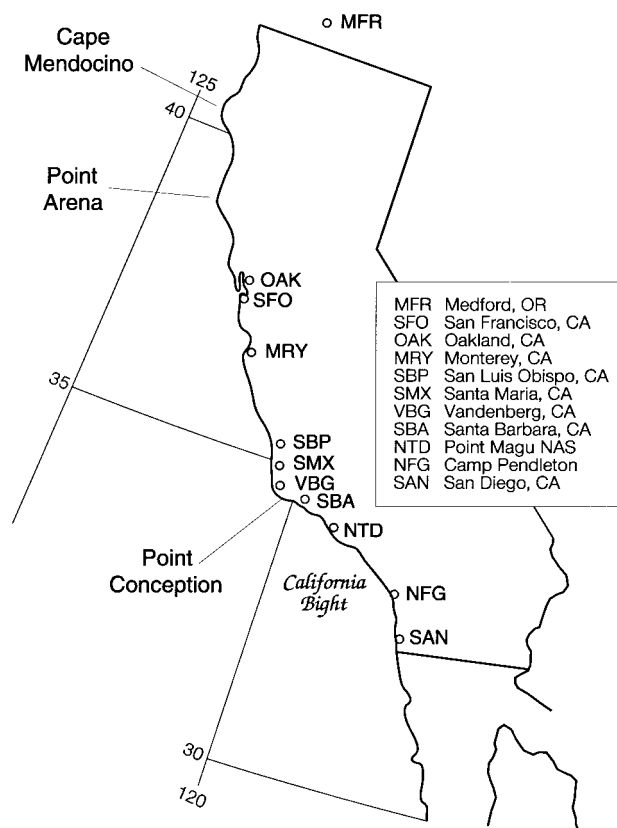 MFR
Cape
Mendocino
125
40
Point
Arena
OAK
SFO
MRY
MFR Medford, OR
SFO San Francisco, CA
OAK Oakland, CA
MRY Monterey, CA
SBP San Luis Obispo, CA
SMX Santa Maria, CA
VBG Vandenberg, CA
SBA Santa Barbara, CA
NTD Point Magu NAS
NFG Camp Pendleton
SAN San Diego, CA
35
SBP
SMX
VBG
SBA
NTD
Point
Conception
California
Bight
NFG
SAN
30
120